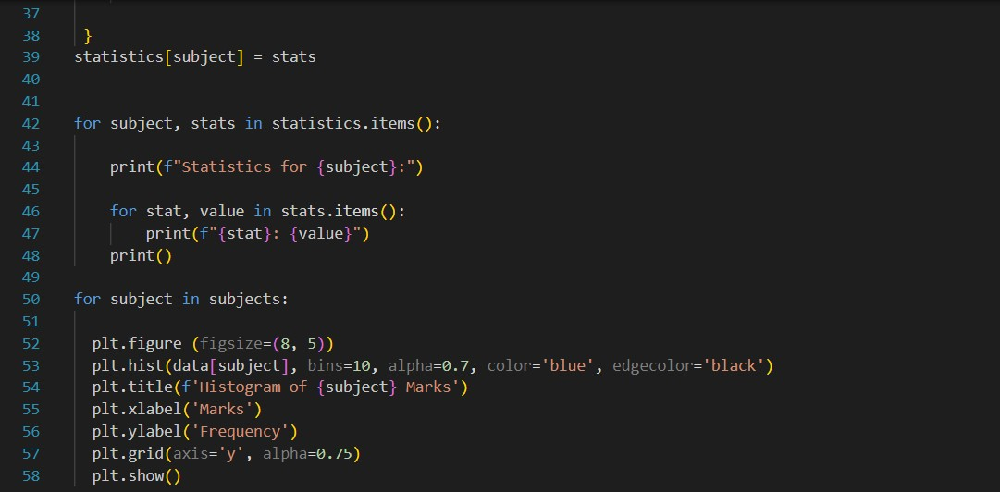 37
38 }
39 statistics[subject] = stats
40
41
42 for subject, stats in statistics.items():
43
44 print(f"Statistics for {subject}:")
45
46 for stat, value in stats.items():
47 print(f"{stat}: {value}")
48 print()
49
50 for subject in subjects:
51
52 plt.figure (figsize=(8, 5))
53 plt.hist(data[subject], bins=10, alpha=0.7, color='blue', edgecolor='black')
54 plt.title(f'Histogram of {subject} Marks')
55 plt.xlabel('Marks')
56 plt.ylabel('Frequency')
57 plt.grid(axis='y', alpha=0.75)
58 plt.show()